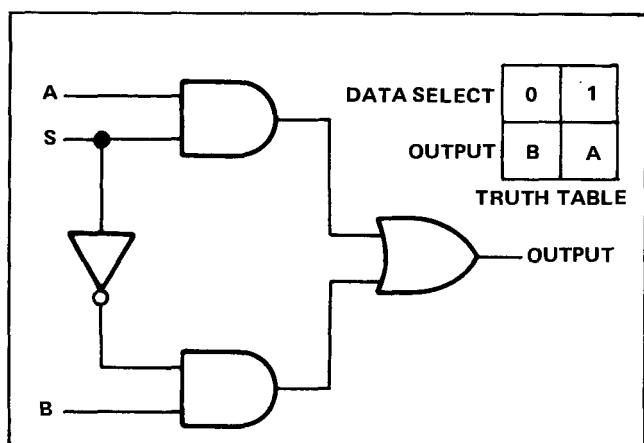 A
S
B
DATA SELECT 0 1
OUTPUT B A
TRUTH TABLE
OUTPUT